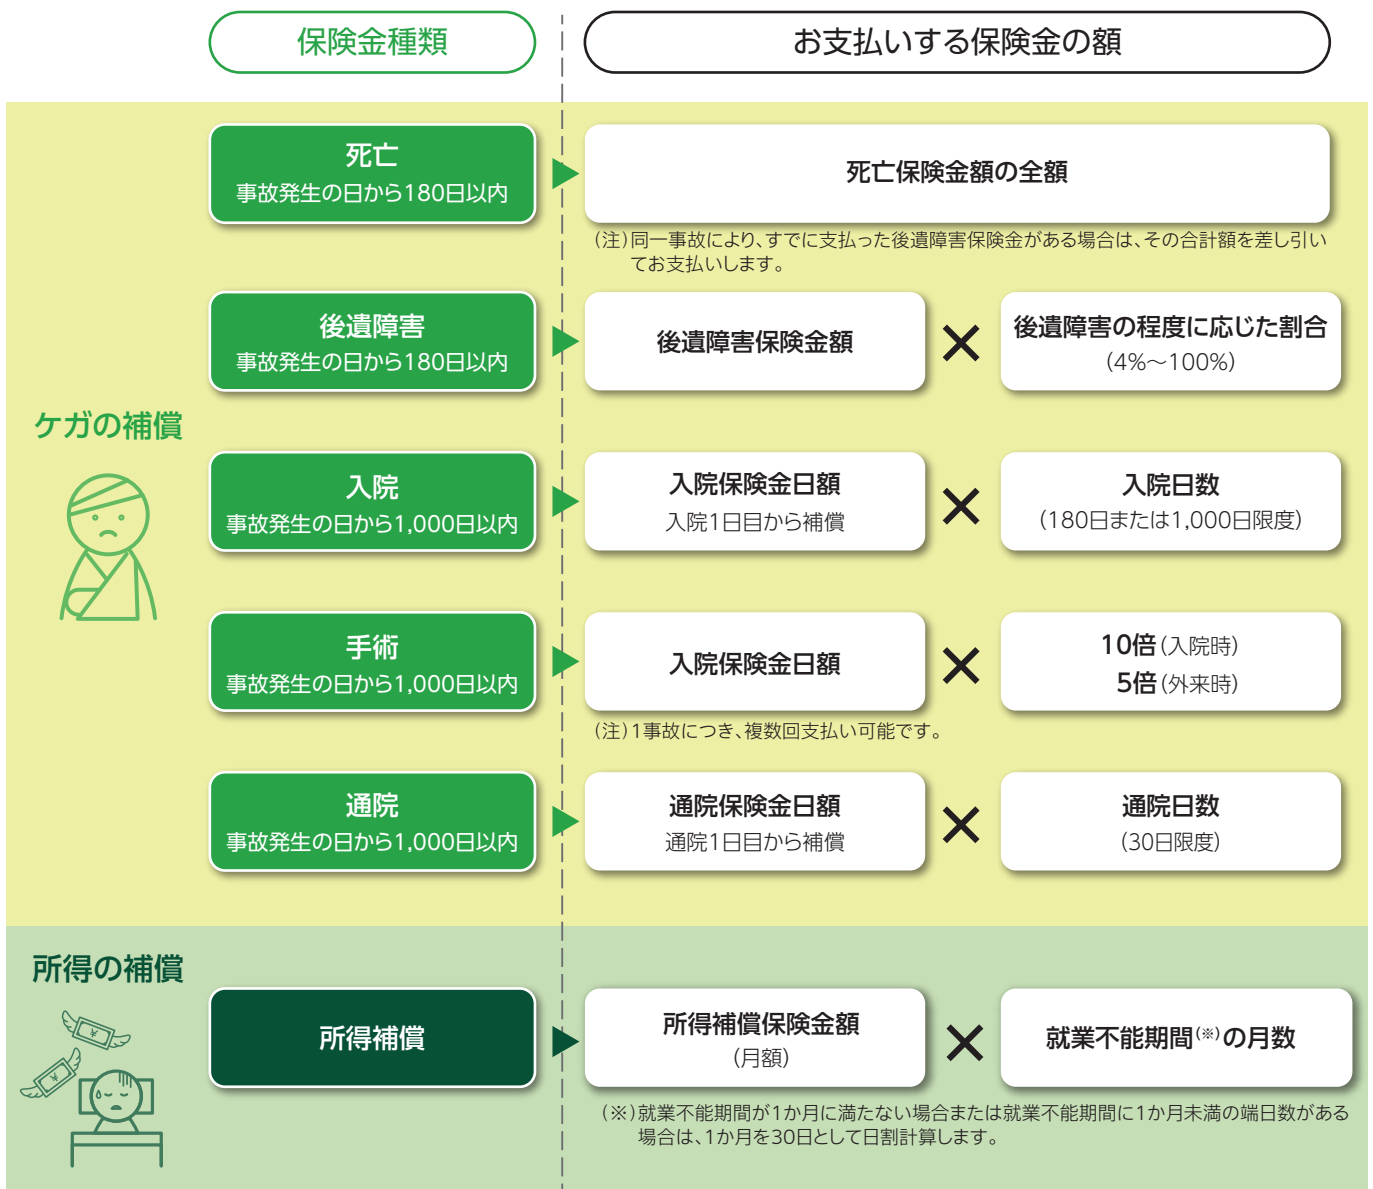 保険金種類
お支払いする保険金の額
ケガの補償
死亡
事故発生の日から180日以内
死亡保険金額の全額
(注)同一事故により、すでに支払った後遺障害保険金がある場合は、その合計額を差し引い
てお支払いします。
後遺障害
事故発生の日から180日以内
後遺障害保険金額
×
後遺障害の程度に応じた割合
(4%～100%)
入院
事故発生の日から1,000日以内
入院保険金日額
入院1日目から補償
×
入院日数
(180日または1,000日限度)
手術
事故発生の日から1,000日以内
入院保険金日額
×
10倍(入院時)
5倍(外来時)
(注)1事故につき、複数回支払い可能です。
通院
事故発生の日から1,000日以内
通院保険金日額
通院1日目から補償
×
通院日数
(30日限度)
所得の補償
¥
¥
所得補償
所得補償保険金額
(月額)
×
就業不能期間(※)の月数
(※)就業不能期間が1か月に満たない場合または就業不能期間に1か月未満の端日数がある
場合は、1か月を30日として日割計算します。